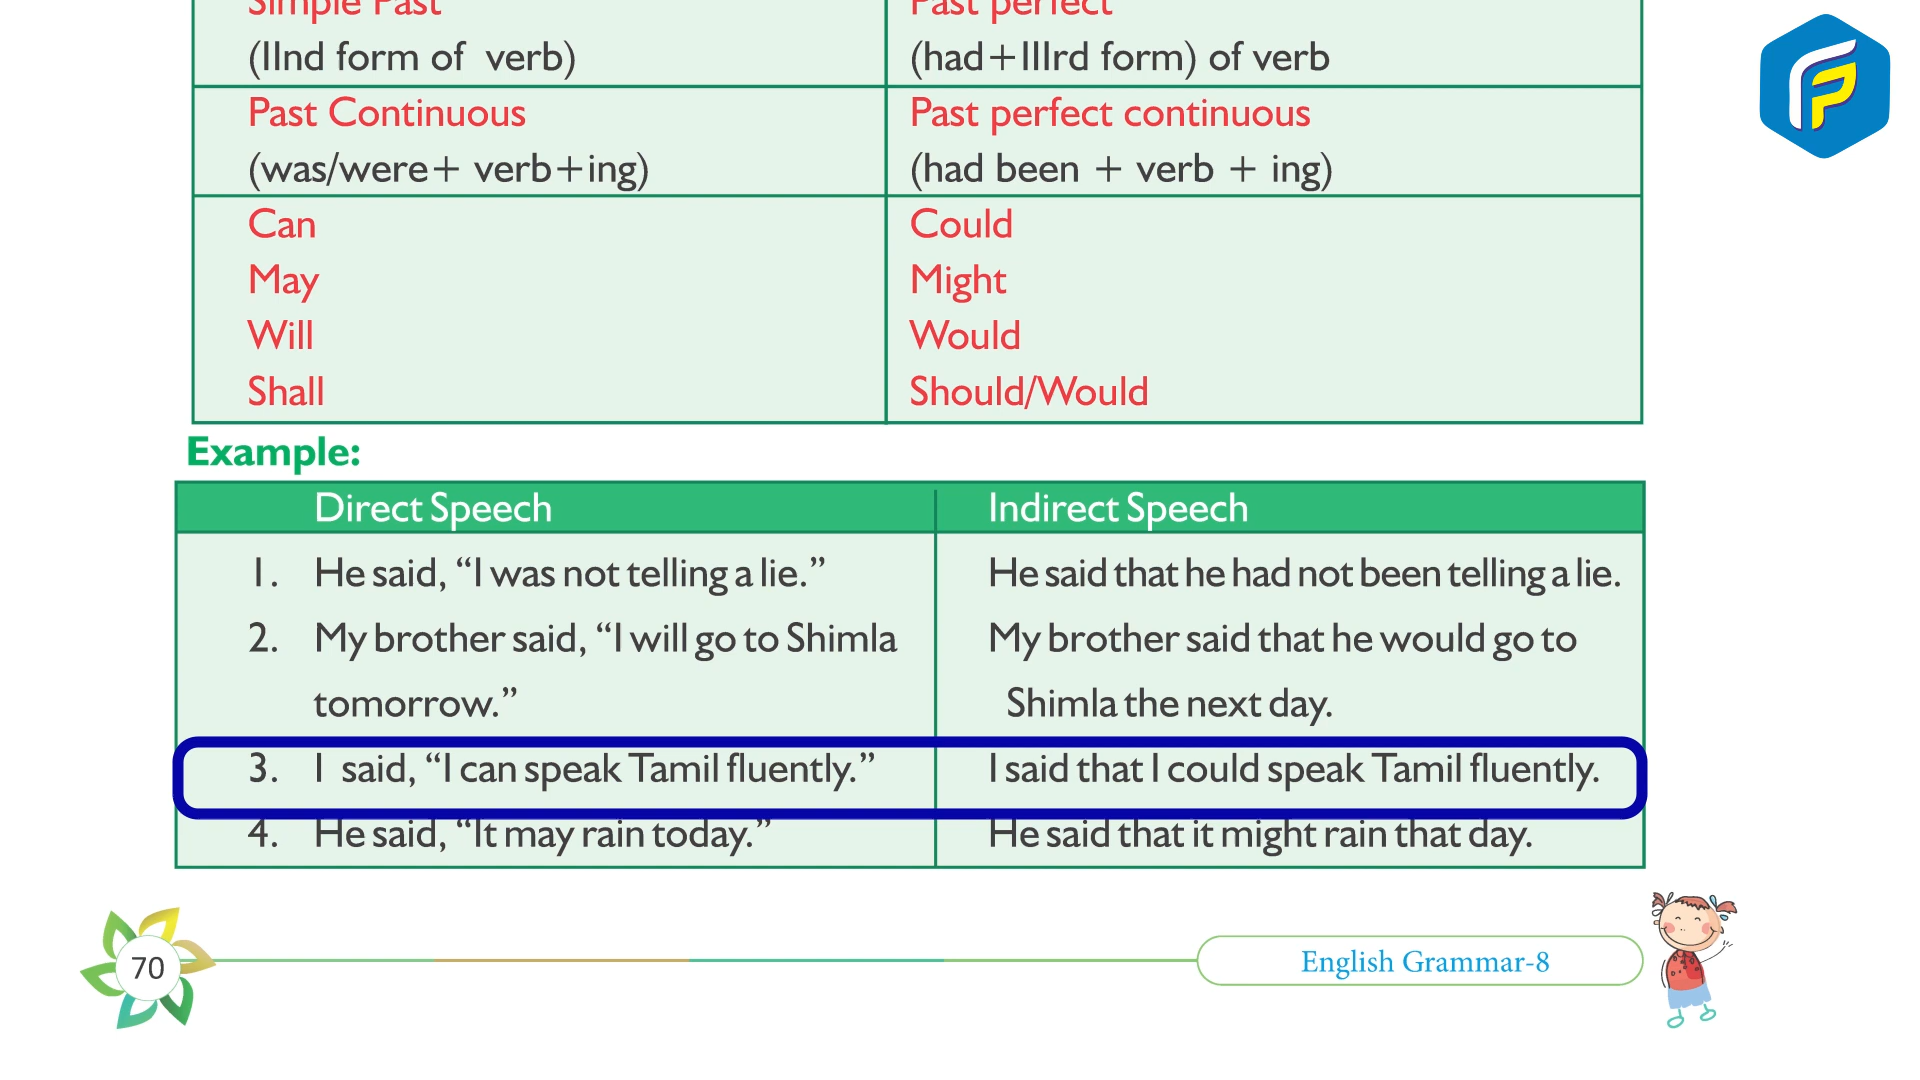 Simple Past
Past perfect
(IInd form of verb)
(had+IIIrd form) of verb
Past Continuous
Past perfect continuous
(was/were+ verb+ing)
(had been + verb + ing)
Can
Could
May
Might
Will
Would
Shall
Should/Would
Example:
Direct Speech
Indirect Speech
1. He said, “I was not telling a lie.”
He said that he had not been telling a lie.
2. My brother said, “I will go to Shimla
My brother said that he would go to
tomorrow.”
Shimla the next day.
3. I said, “I can speak Tamil fluently.”
I said that I could speak Tamil fluently.
4. He said, “It may rain today.”
He said that it might rain that day.
70
English Grammar-8